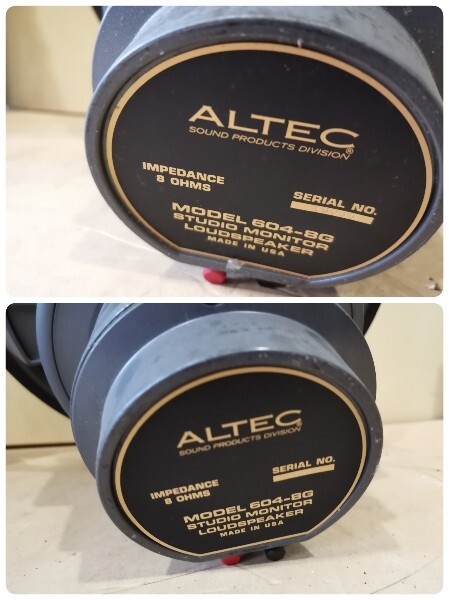 ALTEC®
SOUND PRODUCTS DIVISION
IMPEDANCE
8 OHMS
SERIAL NO.
MODEL 604-8G
STUDIO MONITOR
LOUDSPEAKER
MADE IN USA
ALTEC®
SOUND PRODUCTS DIVISION
IMPEDANCE
8 OHMS
SERIAL NO.
MODEL 604-8G
STUDIO MONITOR
LOUDSPEAKER
MADE IN USA